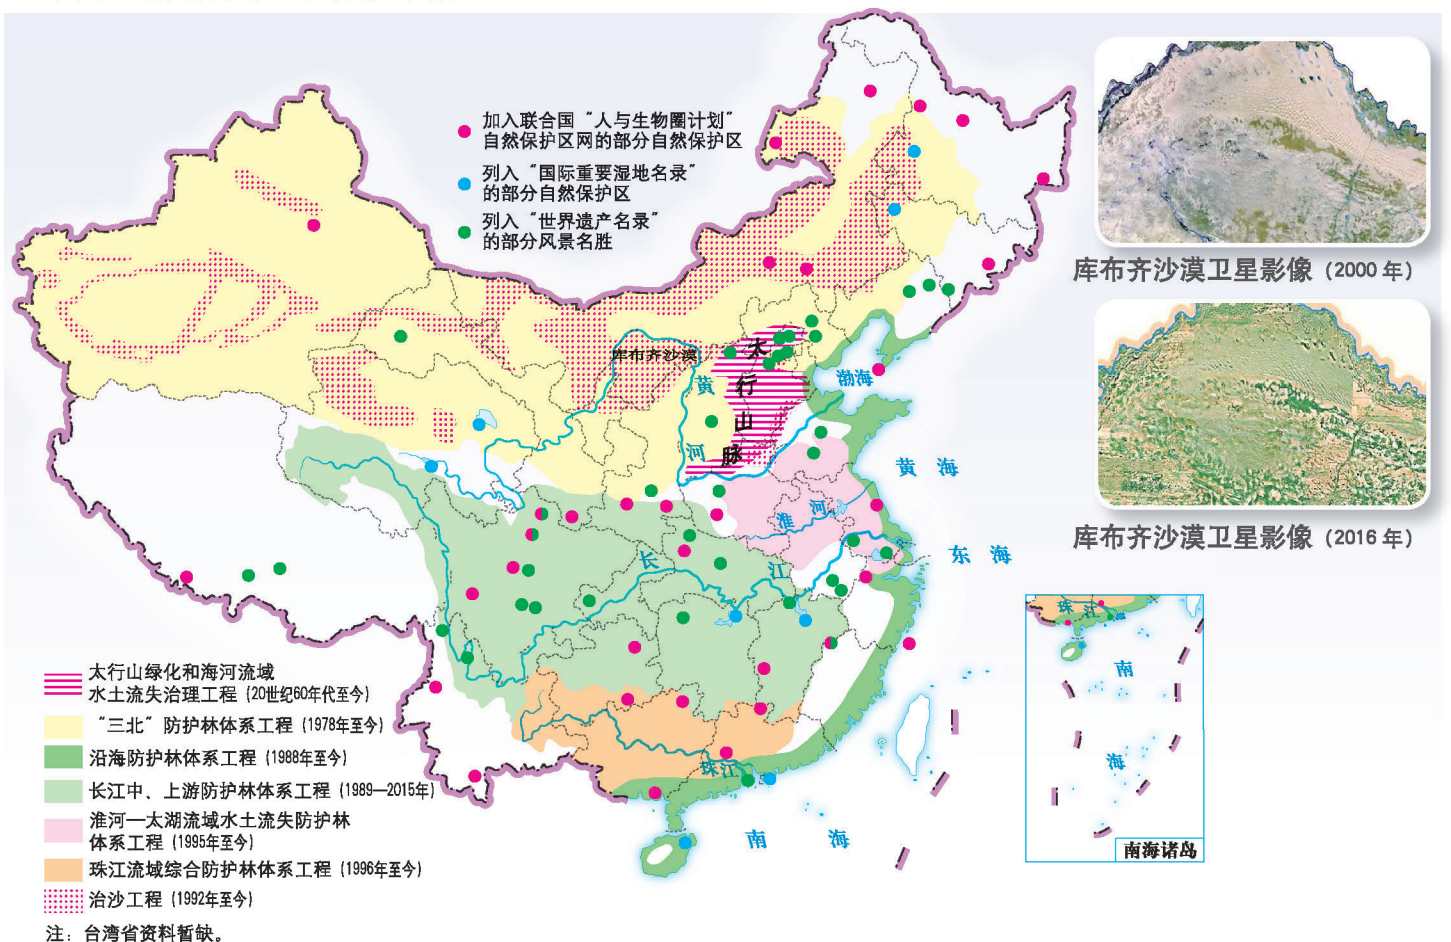 加入联合国“人与生物圈计划”
自然保护区网的部分自然保护区
列入“国际重要湿地名录”
的部分自然保护区
列入“世界遗产名录”
的部分风景名胜
库布齐沙漠卫星影像（2000 年）
库布齐沙漠卫星影像（2016 年）
库布齐沙漠
太行山脉
黄河
渤海
黄海
淮河
东海
长江
珠江
南海
太行山绿化和海河流域
水土流失治理工程（20世纪60年代至今）
“三北”防护林体系工程（1978年至今）
沿海防护林体系工程（1988年至今）
长江中、上游防护林体系工程（1989—2015年）
淮河—太湖流域水土流失防护林
体系工程（1995年至今）
珠江流域综合防护林体系工程（1996年至今）
治沙工程（1992年至今）
注：台湾省资料暂缺。
珠江
南
海
南海诸岛